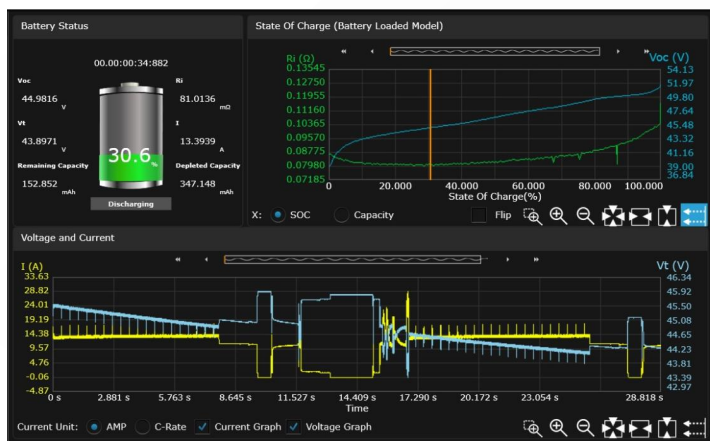 Battery Status
00.00:00:34:882
Voc
44.9816 V
Ri
81.0136 mΩ
Vt
43.8971 V
I
13.3939 A
30.6 %
Remaining Capacity
152.852 mAh
Depleted Capacity
347.148 mAh
Discharging
State Of Charge (Battery Loaded Model)
Ri (Ω)
Voc (V)
0.13545
0.12750
0.11955
0.11160
0.10365
0.09570
0.08775
0.07980
0.07185
54.13
51.97
49.80
47.64
45.48
43.32
41.16
39.00
36.84
0 20.000 40.000 60.000 80.000 100.000
State Of Charge(%)
X: SOC Capacity Flip
Voltage and Current
I (A)
Vt (V)
33.63
28.82
24.01
19.19
14.38
9.57
4.76
-0.06
-4.87
46.34
45.92
45.50
45.08
44.65
44.23
43.81
43.39
42.97
0 s 2.881 s 5.763 s 8.645 s 11.527 s 14.409 s 17.290 s 20.172 s 23.054 s 28.818 s
Time
Current Unit: AMP C-Rate Current Graph Voltage Graph